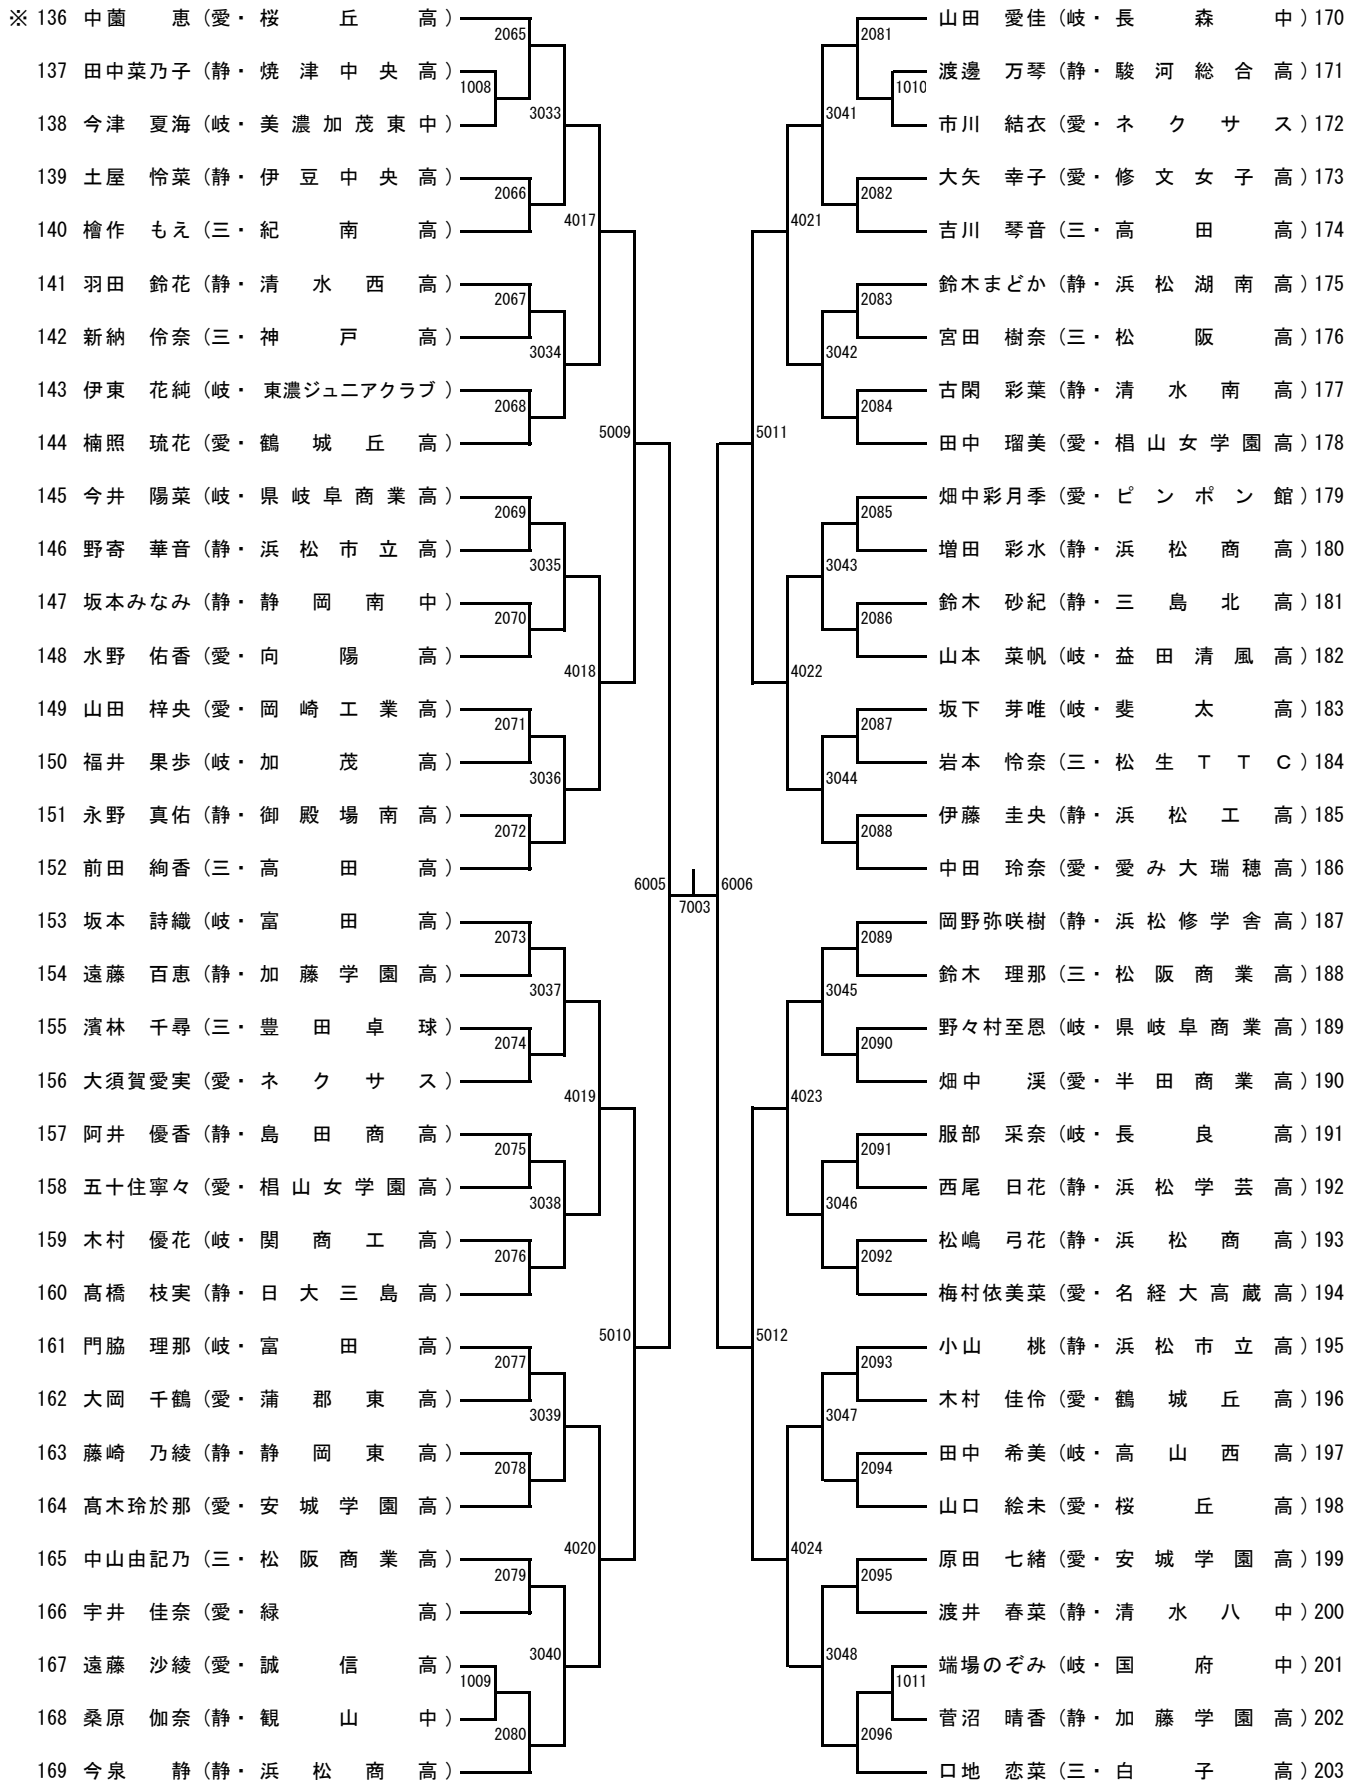 ※ 136 中薗 恵 (愛・桜丘高)
2065
137 田中菜乃子 (静・焼津中央高)
1008
3033
138 今津 夏海 (岐・美濃加茂東中)
139 土屋 怜菜 (静・伊豆中央高)
2066
4017
140 檜作 もえ (三・紀南高)
141 羽田 鈴花 (静・清水西高)
2067
142 新納 伶奈 (三・神戸高)
3034
143 伊東 花純 (岐・東濃ジュニアクラブ)
2068
5009
144 楠照 琉花 (愛・鶴城丘高)
145 今井 陽菜 (岐・県岐阜商業高)
2069
146 野寄 華音 (静・浜松市立高)
3035
147 坂本みなみ (静・静岡南中)
2070
148 水野 佑香 (愛・向陽高)
4018
149 山田 梓央 (愛・岡崎工業高)
2071
150 福井 果歩 (岐・加茂高)
3036
151 永野 真佑 (静・御殿場南高)
2072
152 前田 絢香 (三・高田高)
6005
7003
6006
153 坂本 詩織 (岐・富田高)
2073
154 遠藤 百恵 (静・加藤学園高)
3037
155 濱林 千尋 (三・豊田卓球)
2074
156 大須賀愛実 (愛・ネクサス)
4019
157 阿井 優香 (静・島田商高)
2075
158 五十住寧々 (愛・椙山女学園高)
3038
159 木村 優花 (岐・関商工高)
2076
160 髙橋 枝実 (静・日大三島高)
5010
161 門脇 理那 (岐・富田高)
2077
162 大岡 千鶴 (愛・蒲郡東高)
3039
163 藤崎 乃綾 (静・静岡東高)
2078
164 髙木玲於那 (愛・安城学園高)
4020
165 中山由記乃 (三・松阪商業高)
2079
166 宇井 佳奈 (愛・緑高)
3040
167 遠藤 沙綾 (愛・誠信高)
1009
168 桑原 伽奈 (静・観山中)
2080
169 今泉 静 (静・浜松商高)
山田 愛佳 (岐・長森中) 170
2081
渡邊 万琴 (静・駿河総合高) 171
1010
3041
市川 結衣 (愛・ネクサス) 172
大矢 幸子 (愛・修文女子高) 173
2082
4021
吉川 琴音 (三・高田高) 174
鈴木まどか (静・浜松湖南高) 175
2083
宮田 樹奈 (三・松阪高) 176
3042
古閑 彩葉 (静・清水南高) 177
2084
5011
田中 瑠美 (愛・椙山女学園高) 178
畑中彩月季 (愛・ピンポン館) 179
2085
増田 彩水 (静・浜松商高) 180
3043
鈴木 砂紀 (静・三島北高) 181
2086
山本 菜帆 (岐・益田清風高) 182
4022
坂下 芽唯 (岐・斐太高) 183
2087
岩本 怜奈 (三・松生TTC) 184
3044
伊藤 圭央 (静・浜松工高) 185
2088
中田 玲奈 (愛・愛み大瑞穂高) 186
岡野弥咲樹 (静・浜松修学舎高) 187
2089
鈴木 理那 (三・松阪商業高) 188
3045
野々村至恩 (岐・県岐阜商業高) 189
2090
畑中 渓 (愛・半田商業高) 190
4023
服部 采奈 (岐・長良高) 191
2091
西尾 日花 (静・浜松学芸高) 192
3046
松嶋 弓花 (静・浜松商高) 193
2092
梅村依美菜 (愛・名経大高蔵高) 194
5012
小山 桃 (静・浜松市立高) 195
2093
木村 佳伶 (愛・鶴城丘高) 196
3047
田中 希美 (岐・高山西高) 197
2094
山口 絵未 (愛・桜丘高) 198
4024
原田 七緒 (愛・安城学園高) 199
2095
渡井 春菜 (静・清水八中) 200
3048
端場のぞみ (岐・国府中) 201
1011
菅沼 晴香 (静・加藤学園高) 202
2096
口地 恋菜 (三・白子高) 203